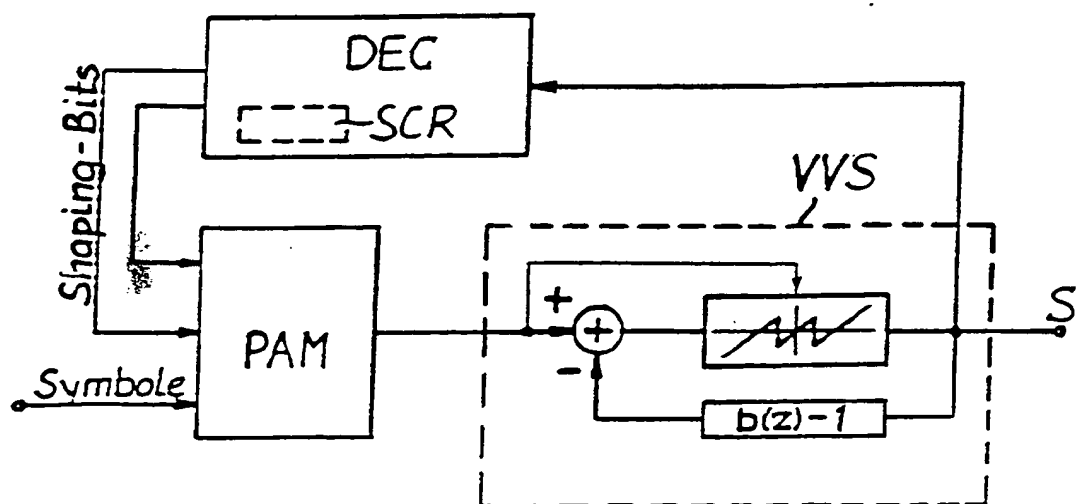 DEC
SCR
Shaping-Bits
VVS
+
+
-
S
PAM
Symbole
b(z)-1